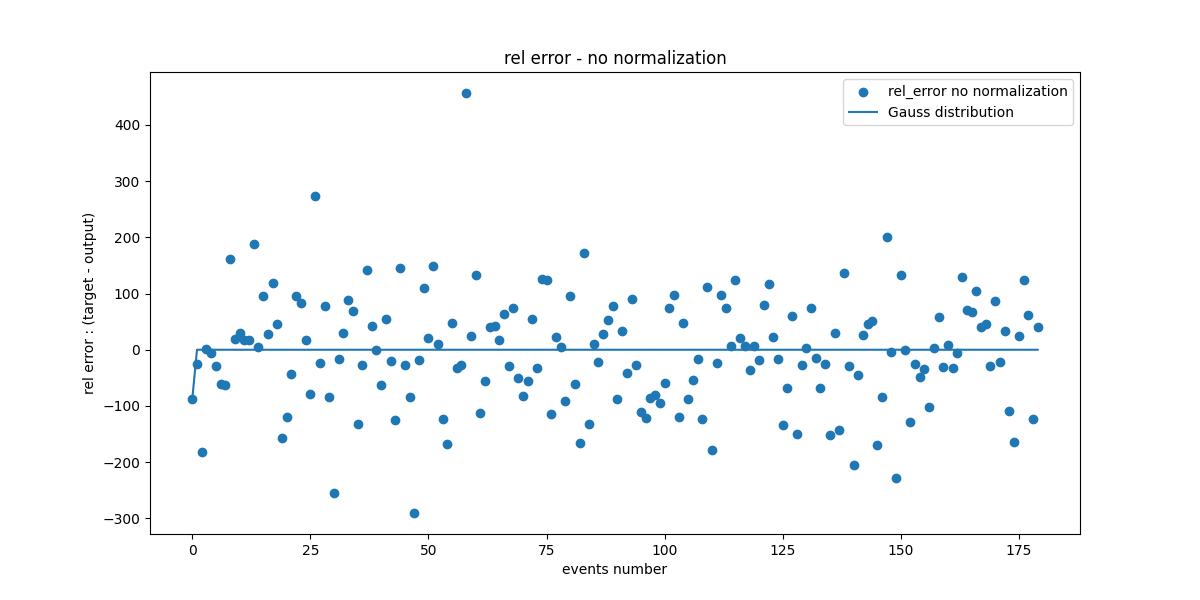 rel error - no normalization
rel_error no normalization
Gauss distribution
rel error : (target - output)
400
300
200
100
0
−100
−200
−300
0 25 50 75 100 125 150 175
events number